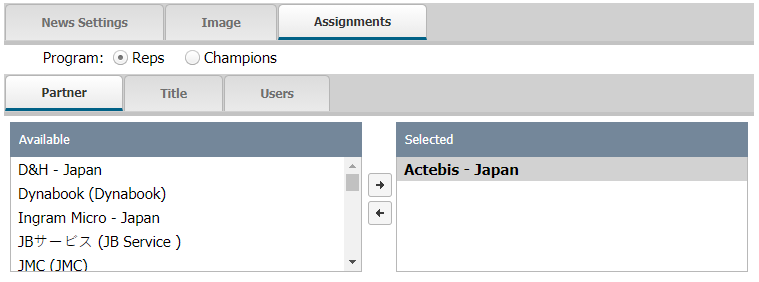 News Settings Image Assignments
Program: Reps Champions
Partner Title Users
Available Selected
D&H - Japan Actebis - Japan
Dynabook (Dynabook)
Ingram Micro - Japan
JBサービス (JB Service )
JMC (JMC)